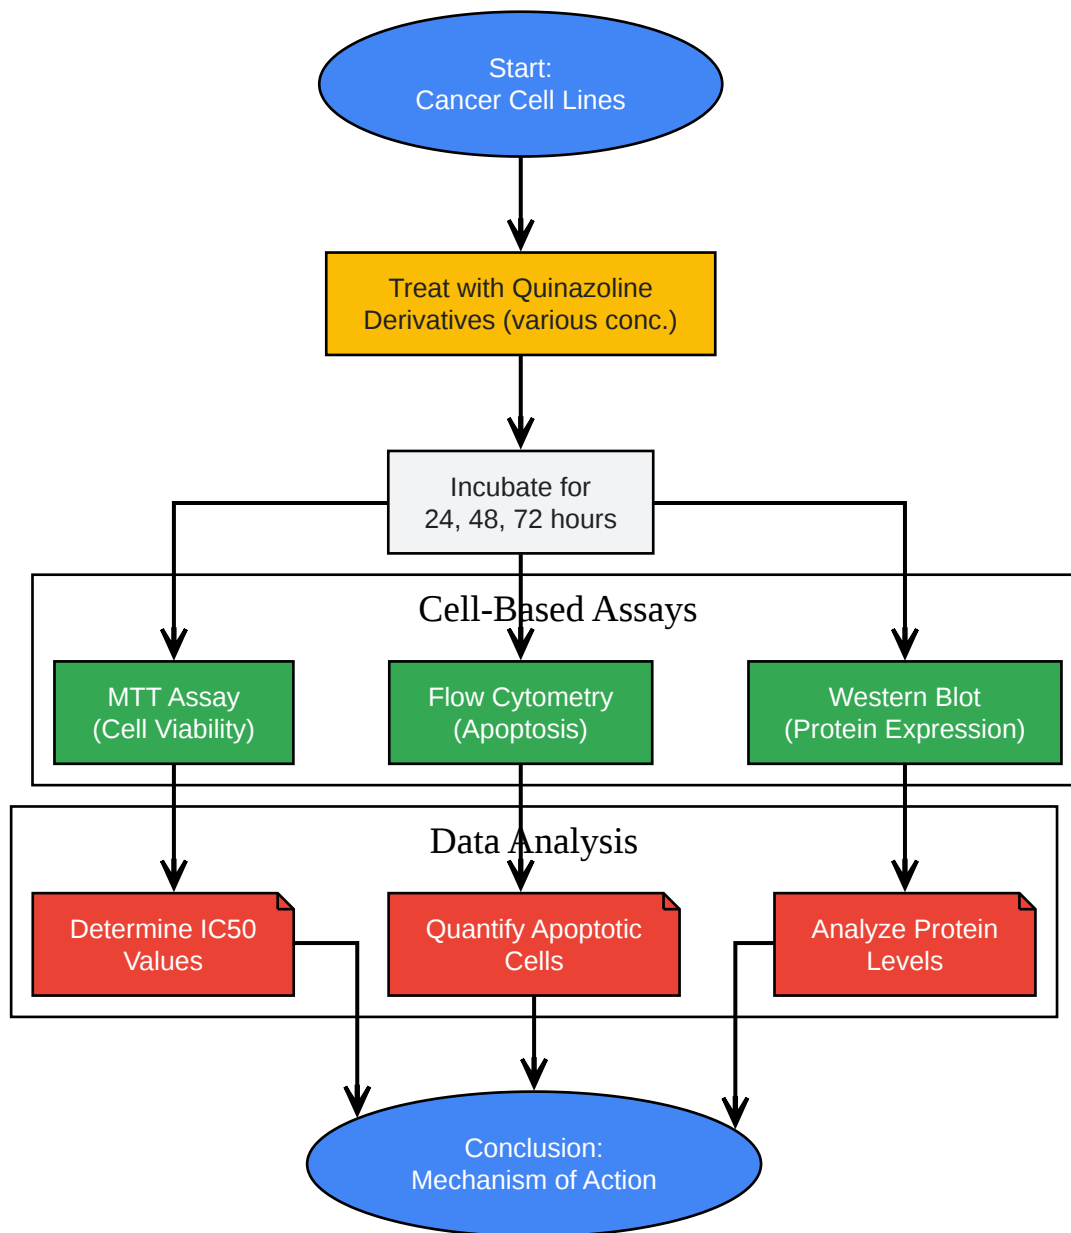 Start:
Cancer Cell Lines
Treat with Quinazoline
Derivatives (various conc.)
Incubate for
24, 48, 72 hours
Cell-Based Assays
MTT Assay
(Cell Viability)
Flow Cytometry
(Apoptosis)
Western Blot
(Protein Expression)
Data Analysis
Determine IC50
Values
Quantify Apoptotic
Cells
Analyze Protein
Levels
Conclusion:
Mechanism of Action